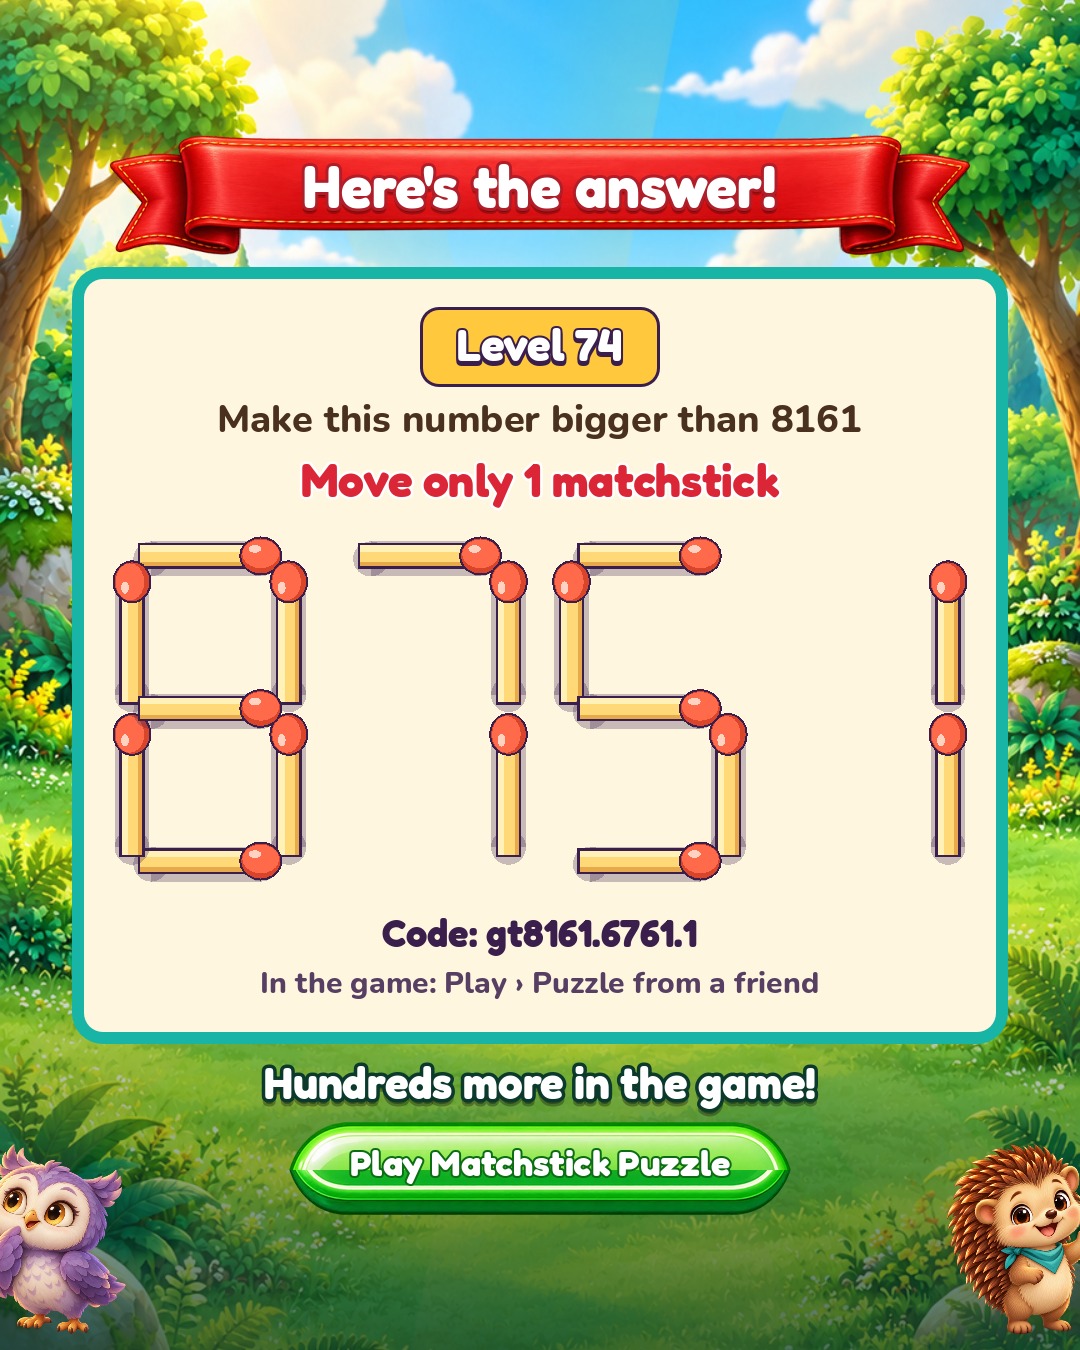 Here's the answer!
Level 74
Make this number bigger than 8161
Move only 1 matchstick
8751
Code: gt8161.6761.1
In the game: Play › Puzzle from a friend
Hundreds more in the game!
Play Matchstick Puzzle